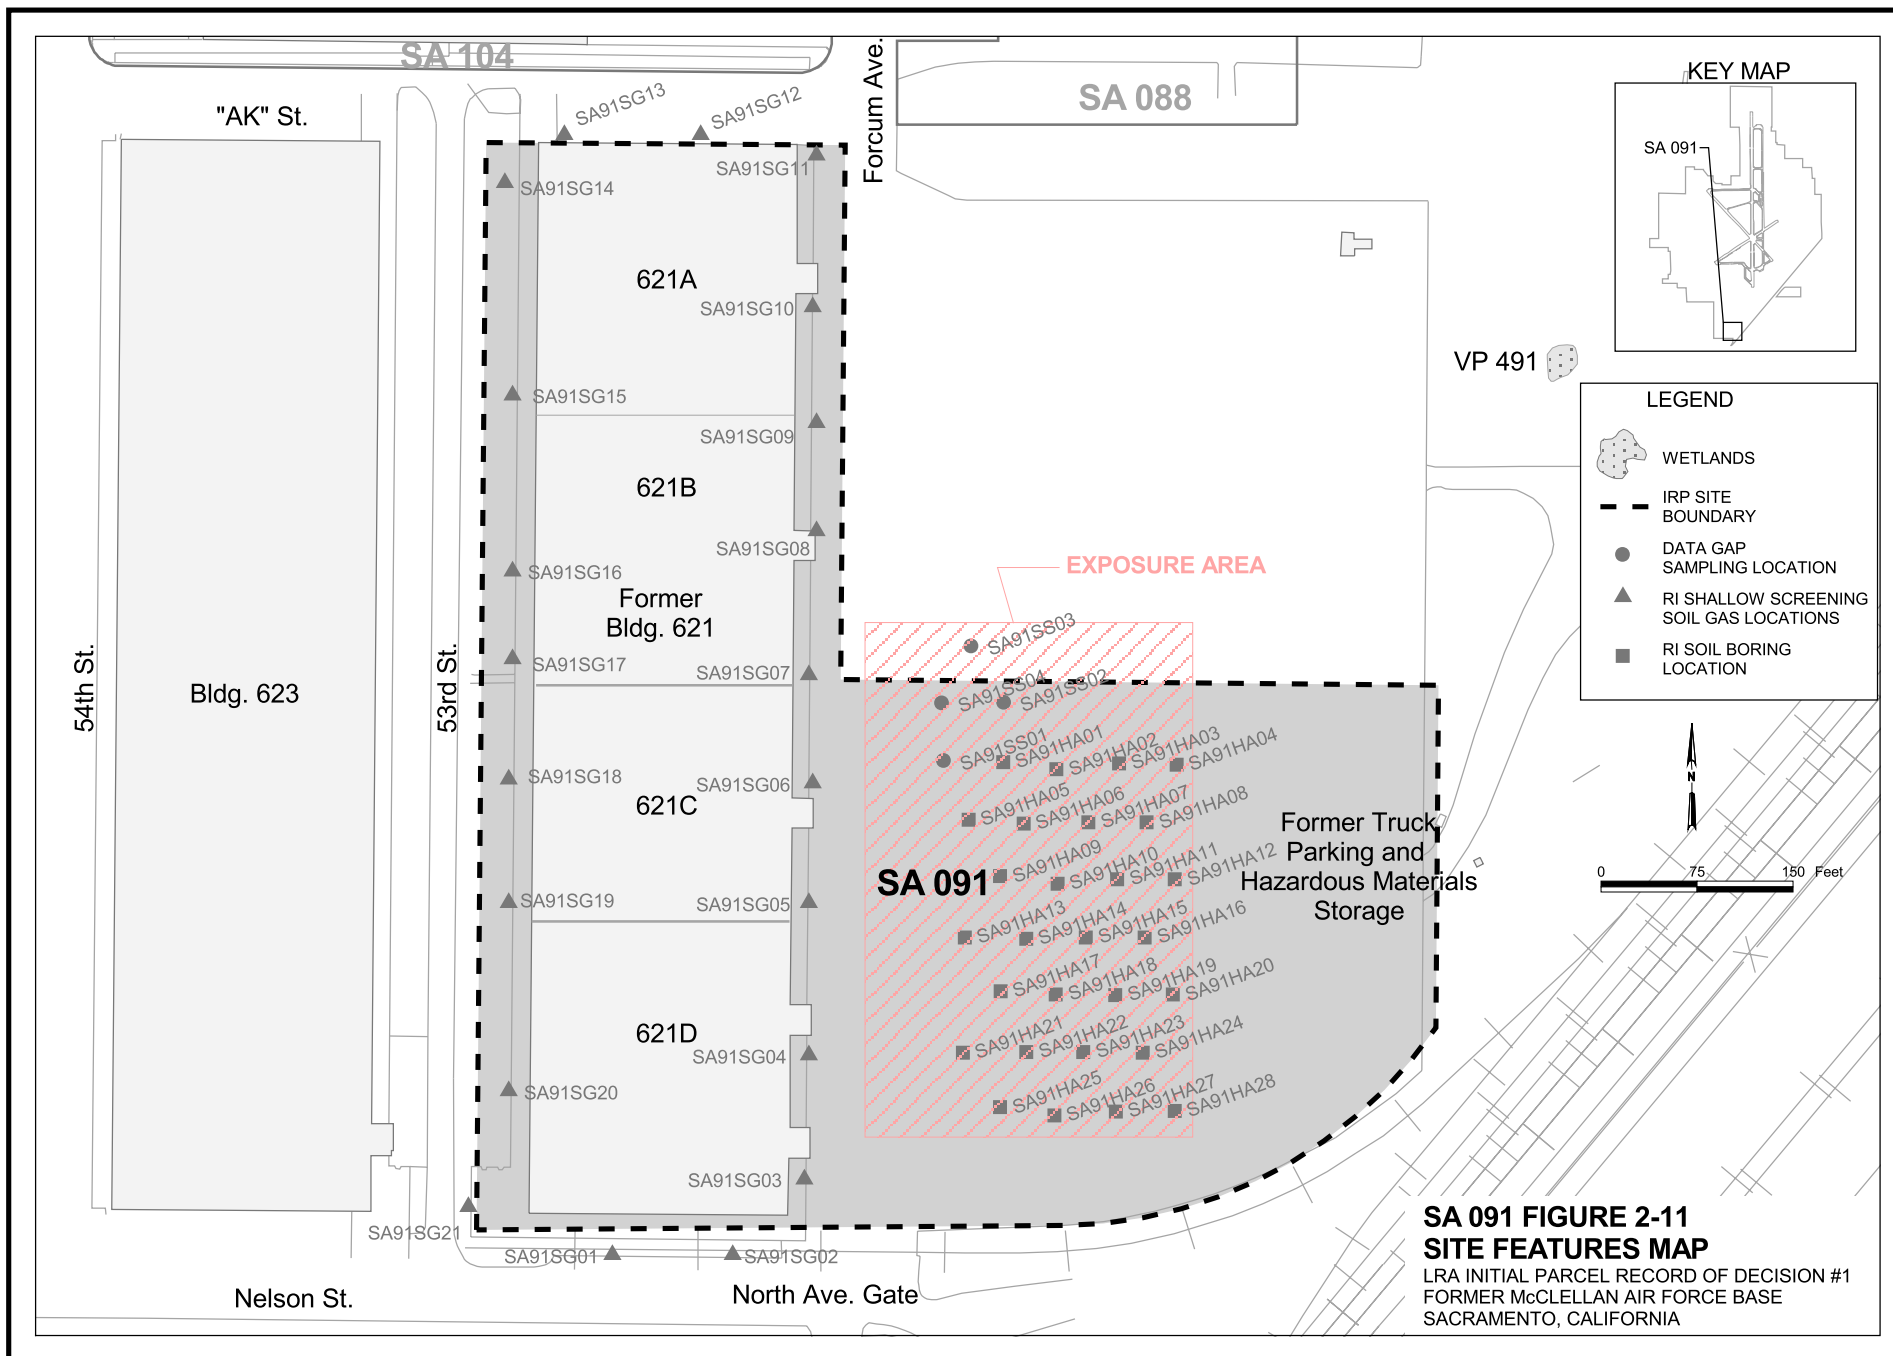 SA 104
"AK" St.
SA91SG13
SA91SG12
Forcum Ave.
SA 088
KEY MAP
SA 091
SA91SG11
SA91SG14
621A
SA91SG10
VP 491
SA91SG15
SA91SG09
621B
SA91SG08
SA91SG16
Former
Bldg. 621
EXPOSURE AREA
LEGEND
WETLANDS
IRP SITE
BOUNDARY
DATA GAP
SAMPLING LOCATION
RI SHALLOW SCREENING
SOIL GAS LOCATIONS
RI SOIL BORING
LOCATION
54th St.
Bldg. 623
53rd St.
SA91SG17
SA91SG07
SA91SS03
SA91SS04
SA91SS02
SA91SS01
SA91HA01
SA91HA02
SA91HA03
SA91HA04
SA91SG18
SA91SG06
621C
SA91HA05
SA91HA06
SA91HA07
SA91HA08
Former Truck
Parking and
Hazardous Materials
Storage
N
0 75 150 Feet
SA 091
SA91HA09
SA91HA10
SA91HA11
SA91HA12
SA91SG19
SA91SG05
SA91HA13
SA91HA14
SA91HA15
SA91HA16
SA91HA17
SA91HA18
SA91HA19
SA91HA20
621D
SA91SG04
SA91HA21
SA91HA22
SA91HA23
SA91HA24
SA91SG20
SA91HA25
SA91HA26
SA91HA27
SA91HA28
SA91SG03
SA91SG21
SA91SG01
SA91SG02
Nelson St.
North Ave. Gate
SA 091 FIGURE 2-11
SITE FEATURES MAP
LRA INITIAL PARCEL RECORD OF DECISION #1
FORMER McCLELLAN AIR FORCE BASE
SACRAMENTO, CALIFORNIA